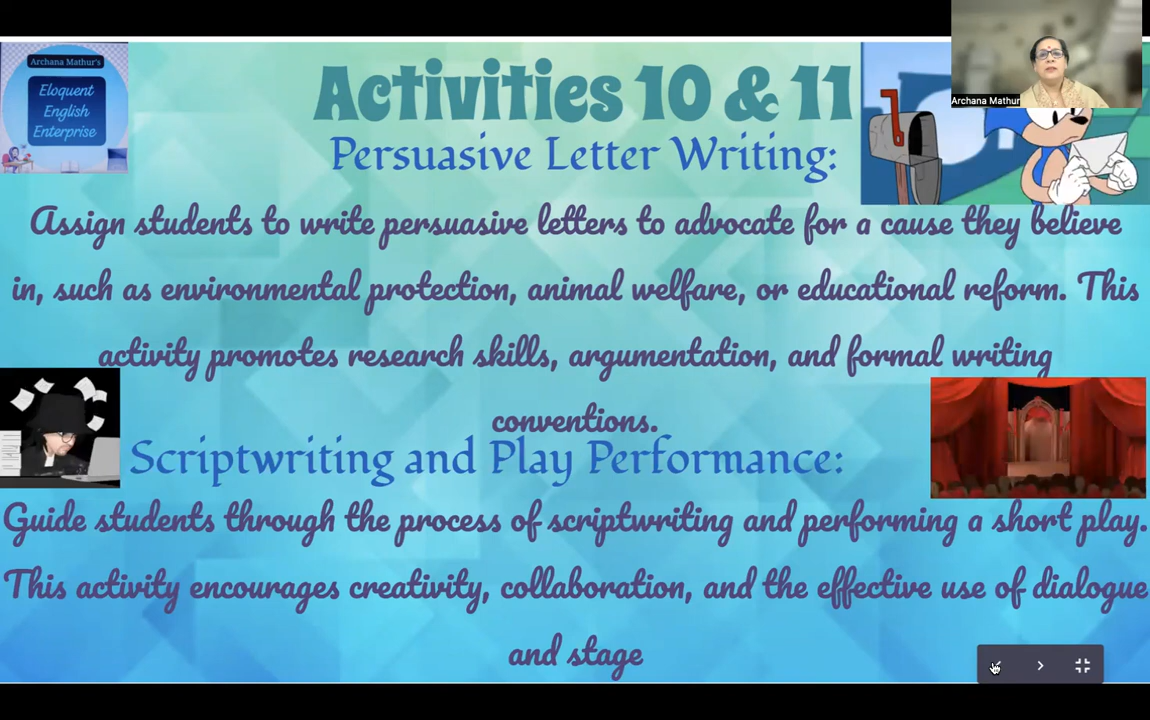 Archana Mathur's
Eloquent
English
Enterprise
Activities 10 & 11
Archana Mathur
Persuasive Letter Writing:
Assign students to write persuasive letters to advocate for a cause they believe
in, such as environmental protection, animal welfare, or educational reform. This
activity promotes research skills, argumentation, and formal writing
conventions.
Scriptwriting and Play Performance:
Guide students through the process of scriptwriting and performing a short play.
This activity encourages creativity, collaboration, and the effective use of dialogue
and stage